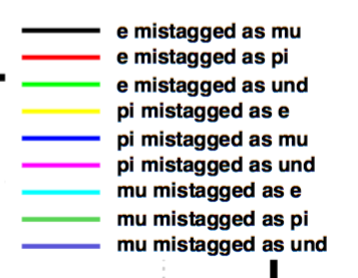 e mistagged as mu
e mistagged as pi
e mistagged as und
pi mistagged as e
pi mistagged as mu
pi mistagged as und
mu mistagged as e
mu mistagged as pi
mu mistagged as und